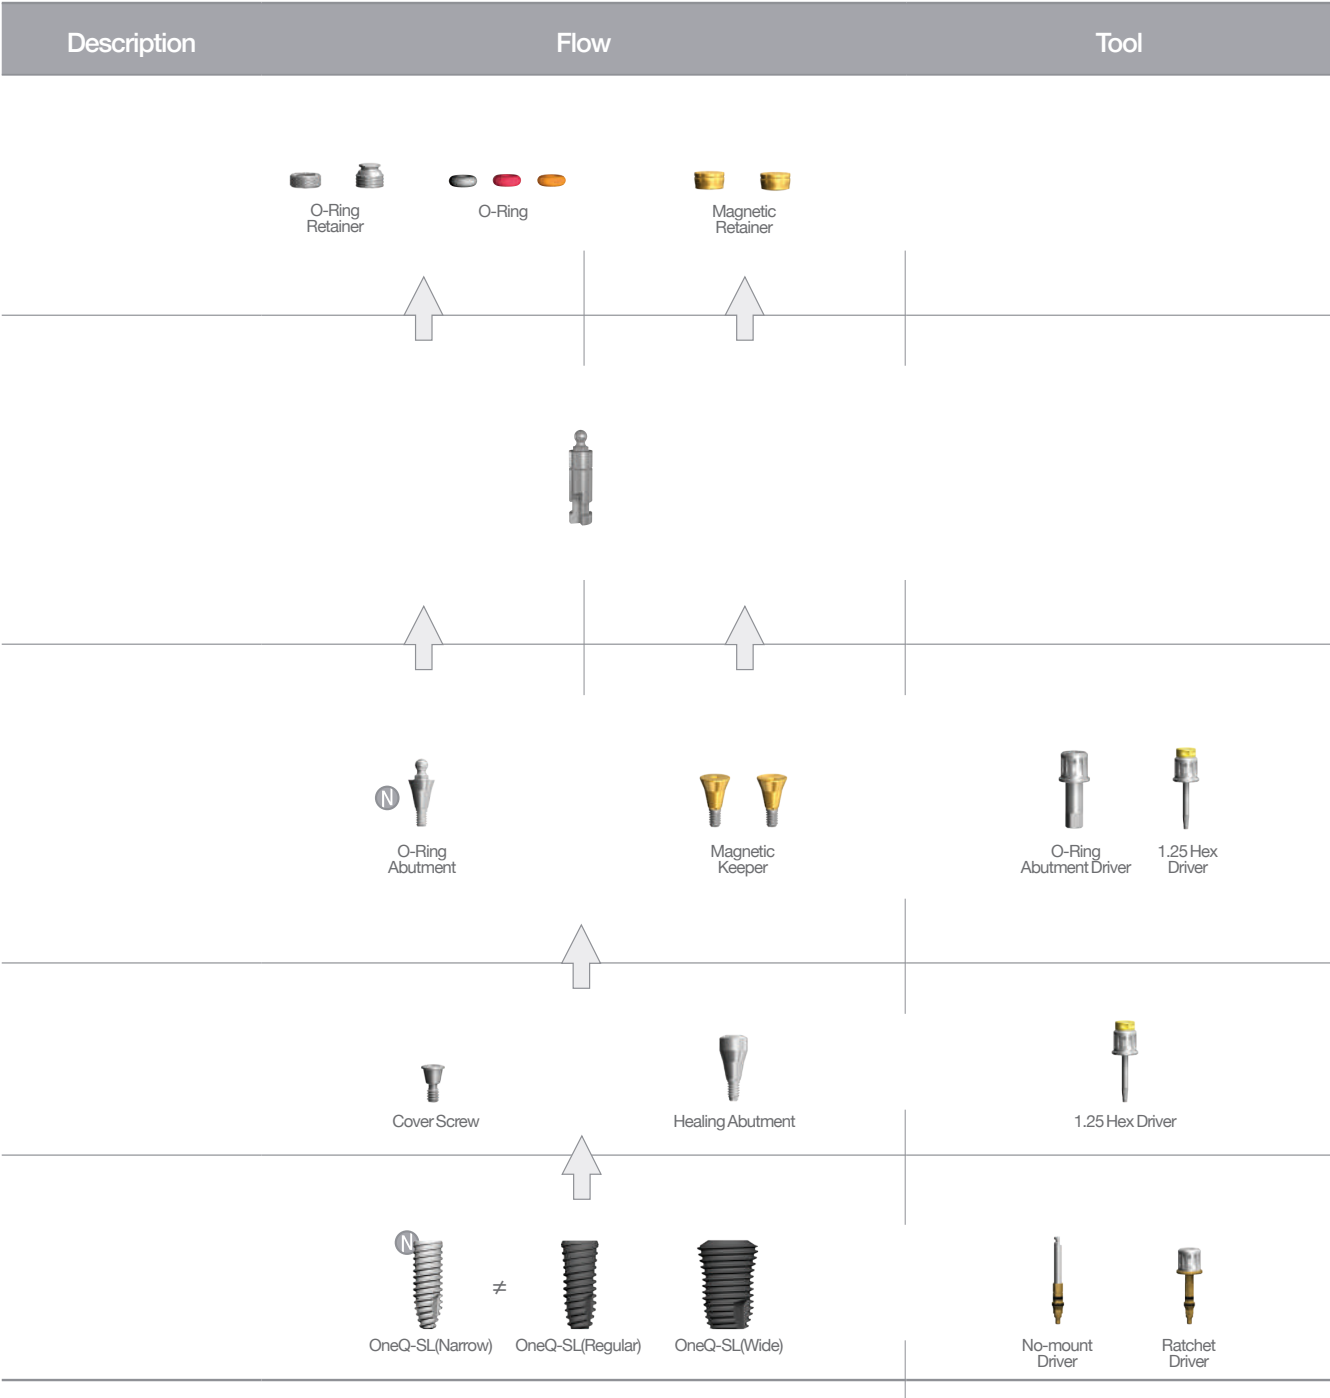 Description Flow Tool
O-Ring
Retainer
O-Ring
Magnetic
Retainer
N
O-Ring
Abutment
Magnetic
Keeper
O-Ring
Abutment Driver
1.25 Hex
Driver
Cover Screw
Healing Abutment
1.25 Hex Driver
N
≠
OneQ-SL(Narrow)
OneQ-SL(Regular)
OneQ-SL(Wide)
No-mount
Driver
Ratchet
Driver